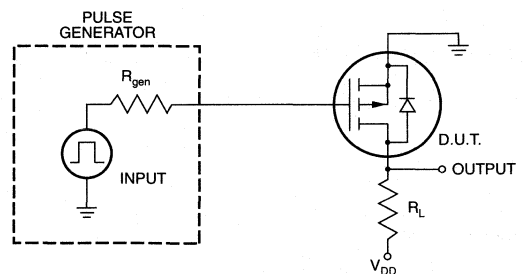 PULSE
GENERATOR
Rgen
INPUT
D.U.T.
OUTPUT
RL
VDD